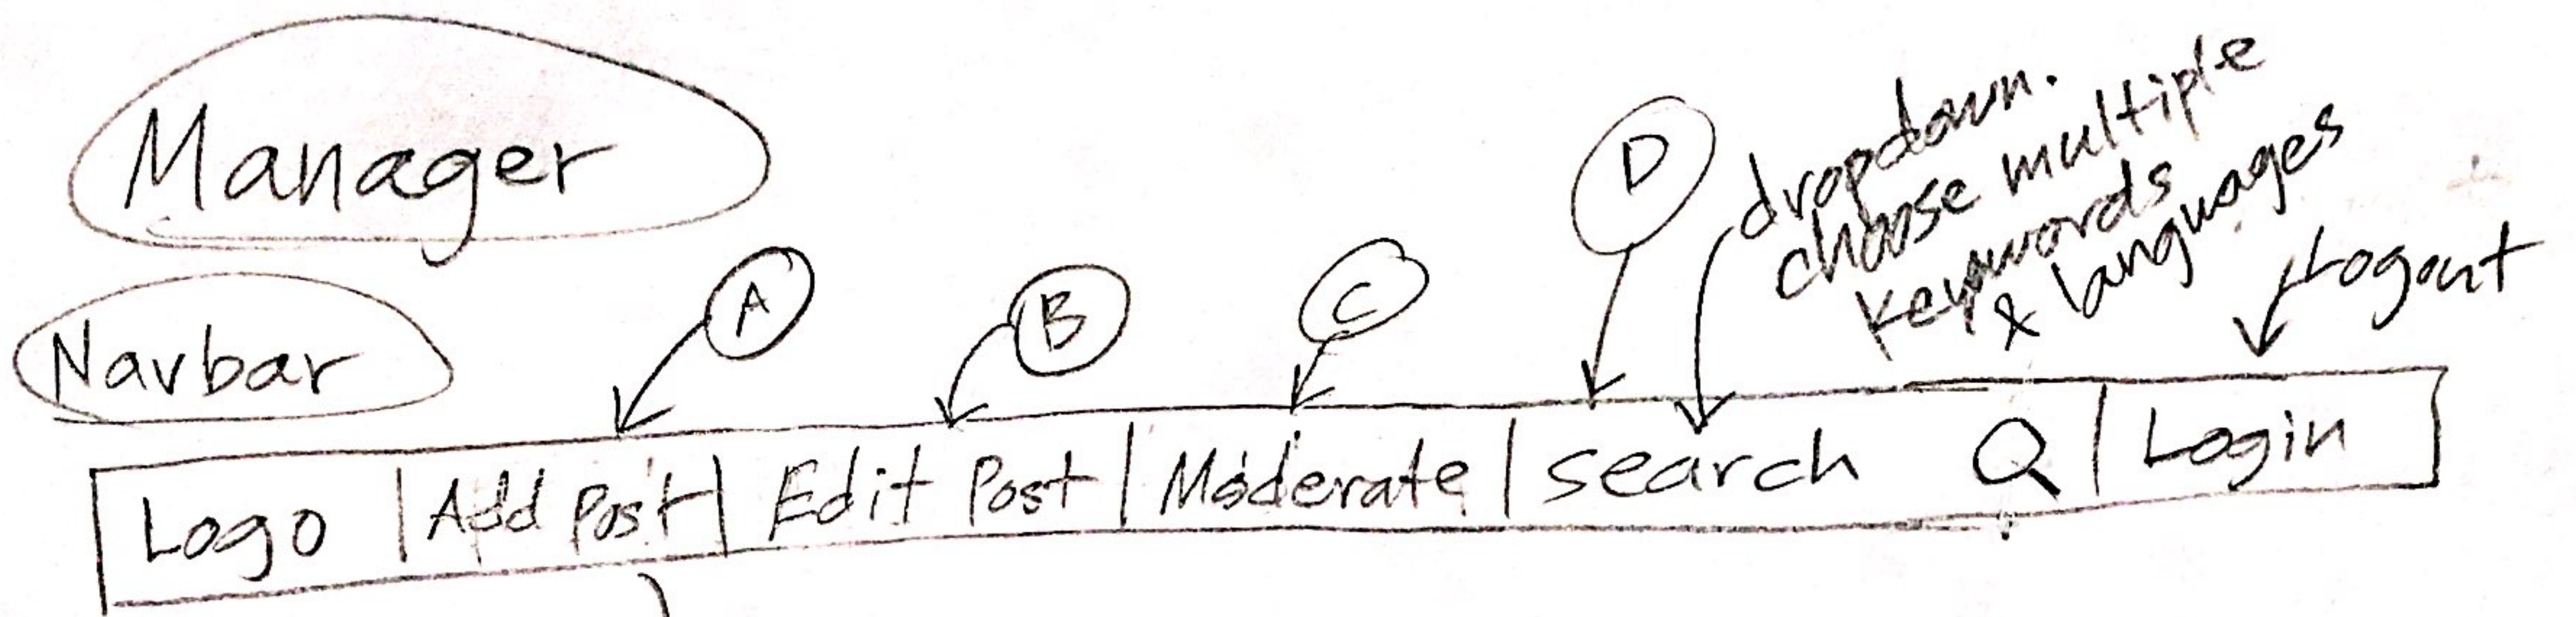 Manager
D
dropdown.
choose multiple
keywords
& languages
Logout
Navbar
A
B
C
Logo | Add Post | Edit Post | Moderate | search Q | Login